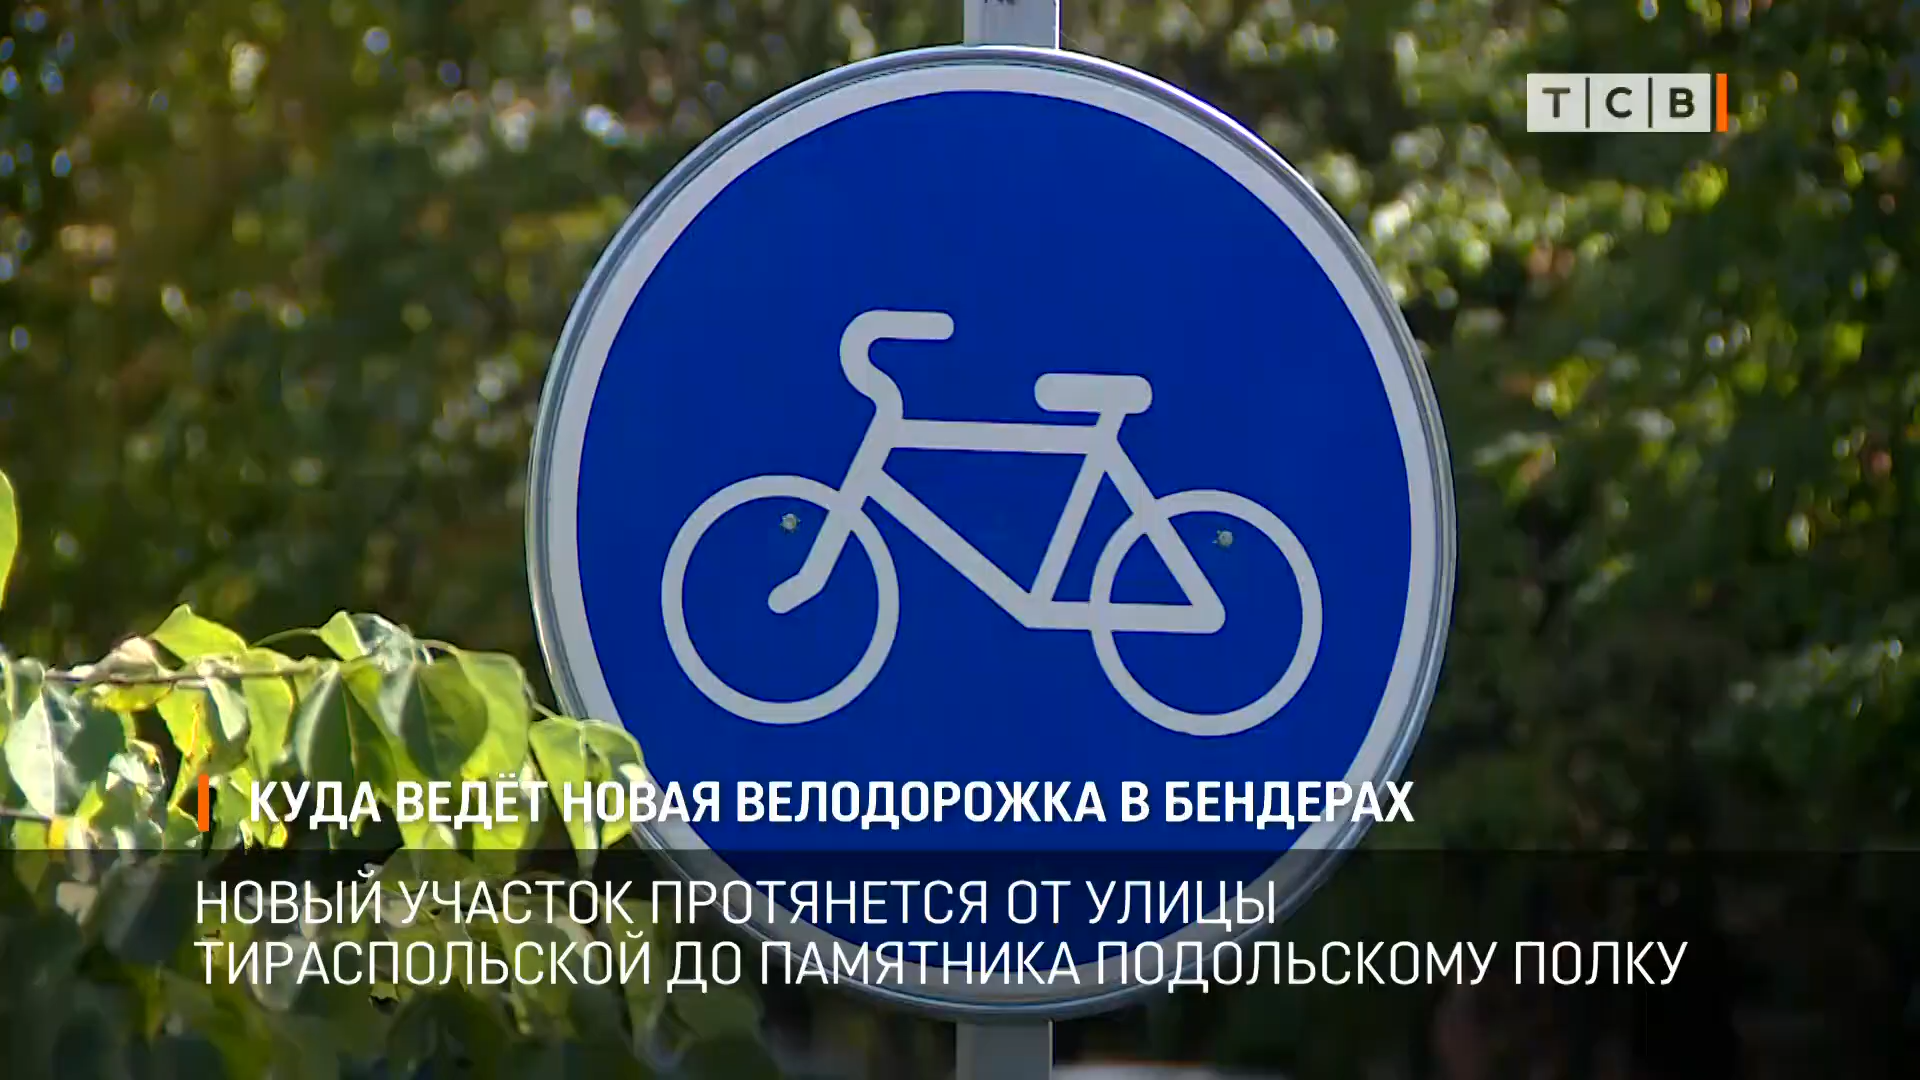 ТСВ
КУДА ВЕДЁТ НОВАЯ ВЕЛОДОРОЖКА В БЕНДЕРАХ
НОВЫЙ УЧАСТОК ПРОТЯНЕТСЯ ОТ УЛИЦЫ
ТИРАСПОЛЬСКОЙ ДО ПАМЯТНИКА ПОДОЛЬСКОМУ ПОЛКУ